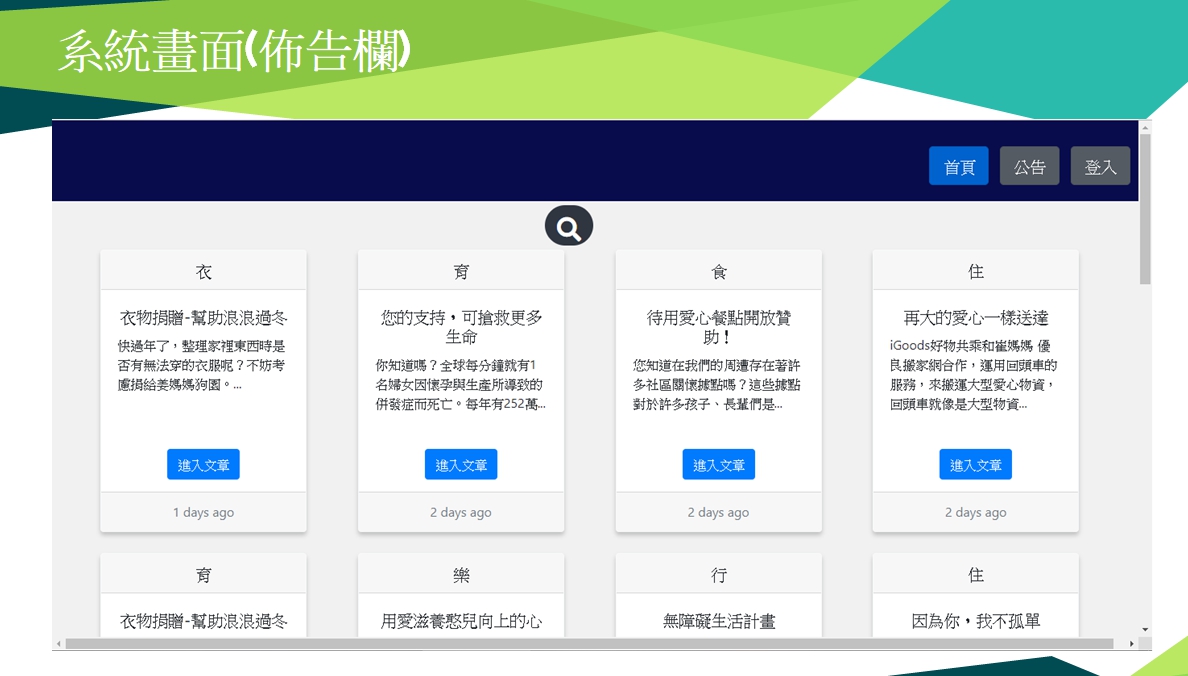 系統畫面(佈告欄)
首頁 公告 登入
衣
衣物捐贈-幫助浪浪過冬
快過年了，整理家裡東西時是
否有無法穿的衣服呢？不妨考
慮捐給姜媽媽狗園。...
進入文章
1 days ago
育
您的支持，可搶救更多
生命
你知道嗎？全球每分鐘就有1
名婦女因懷孕與生產所導致的
併發症而死亡。每年有252萬...
進入文章
2 days ago
食
待用愛心餐點開放贊
助！
您知道在我們的周遭存在著許
多社區關懷據點嗎？這些據點
對於許多孩子、長輩們是...
進入文章
2 days ago
住
再大的愛心一樣送達
iGoods好物共乘和崔媽媽 優
良搬家網合作，運用回頭車的
服務，來搬運大型愛心物資，
回頭車就像是大型物資...
進入文章
2 days ago
育
衣物捐贈-幫助浪浪過冬
樂
用愛滋養憨兒向上的心
行
無障礙生活計畫
住
因為你，我不孤單